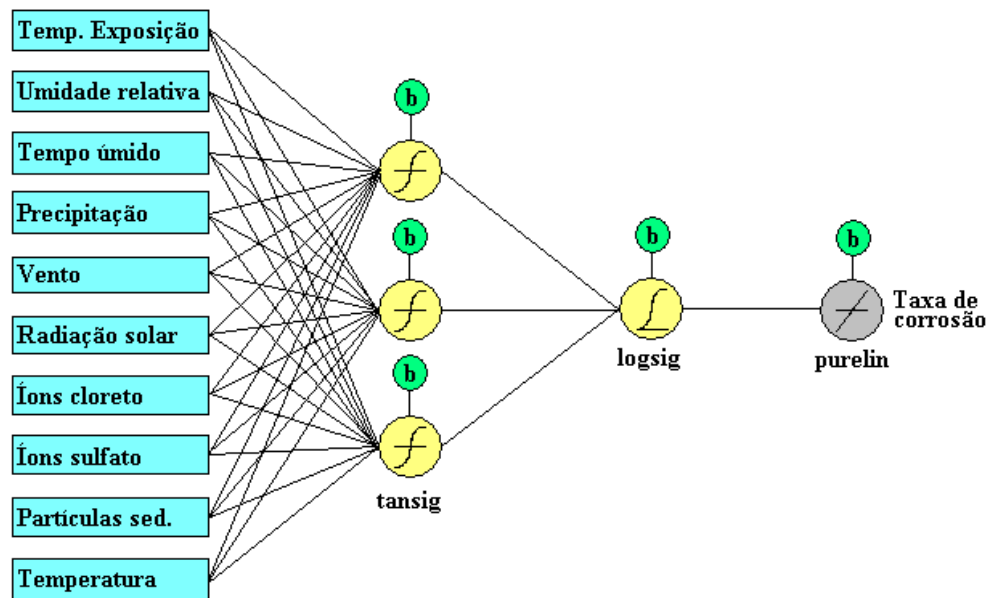 Temp. Exposição
Umidade relativa
Tempo úmido
Precipitação
Vento
Radiação solar
Íons cloreto
Íons sulfato
Partículas sed.
Temperatura
b
b
b
tansig
b
logsig
b
purelin
Taxa de
corrosão